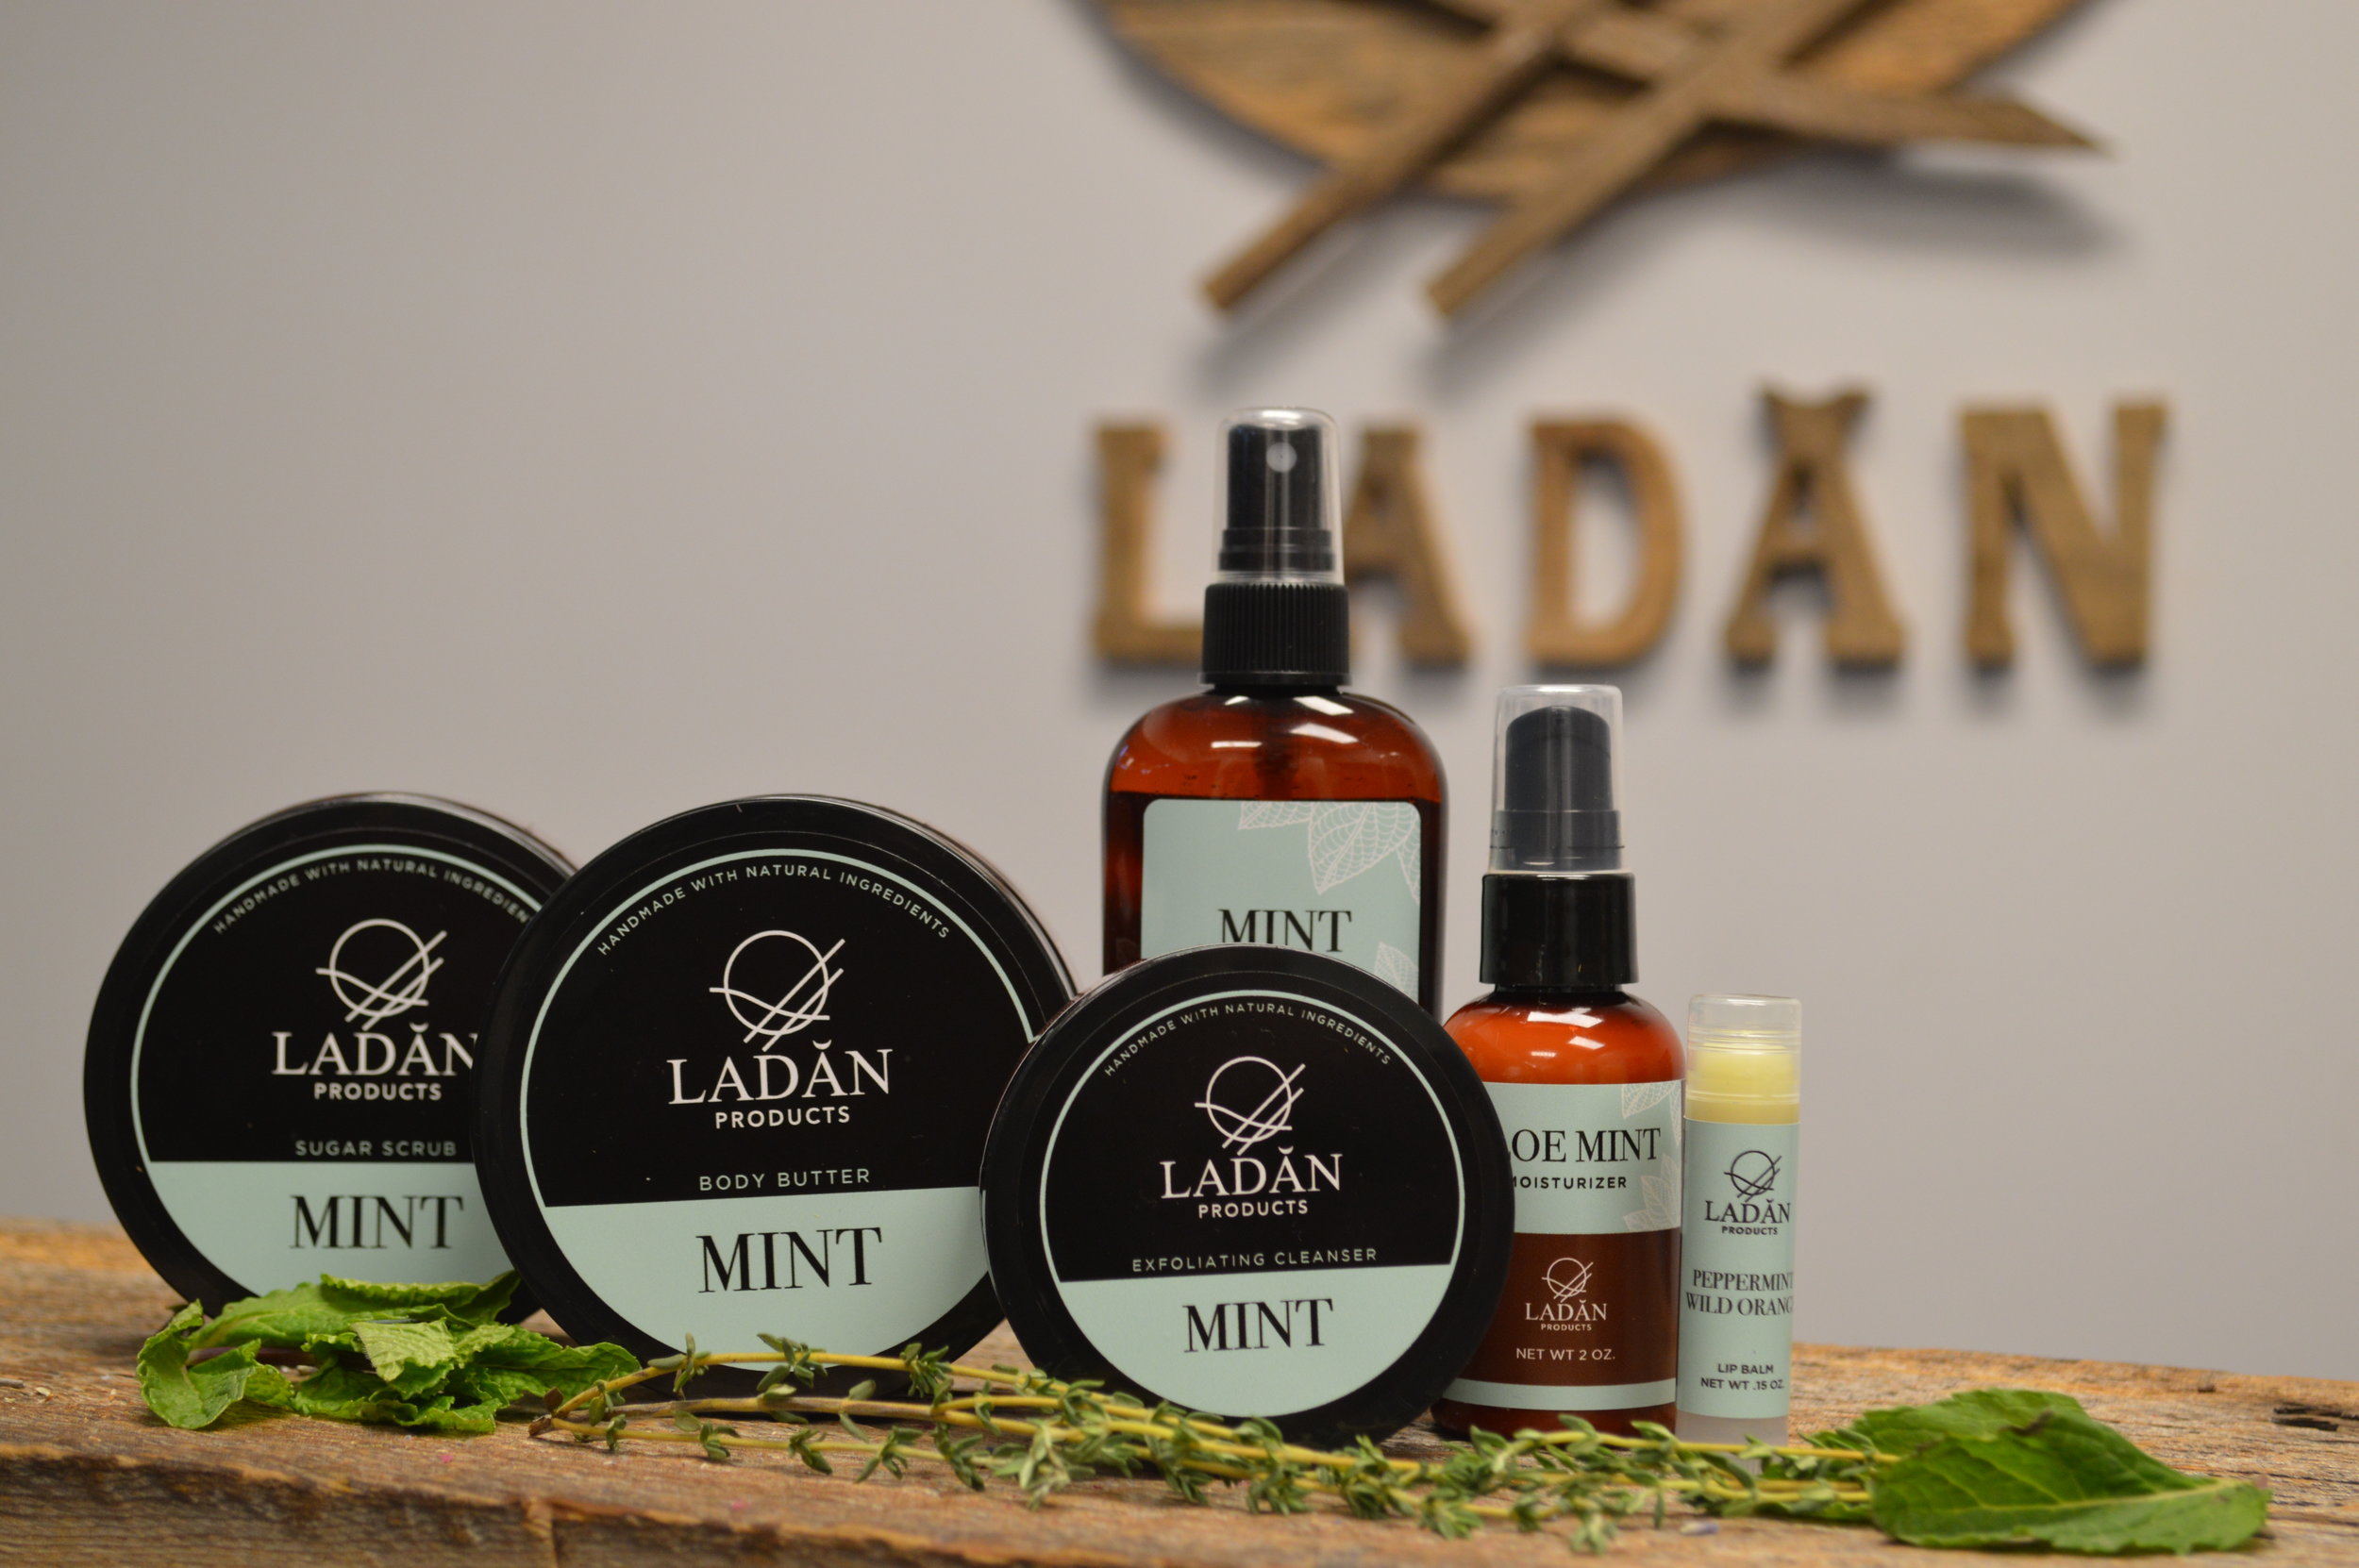 LADĂN
HANDMADE WITH NATURAL
LADĂN
PRODUCTS
SUGAR SCRUB
MINT
HANDMADE WITH NATURAL INGREDIENTS
LADĂN
PRODUCTS
BODY BUTTER
MINT
MINT
HANDMADE WITH NATURAL INGREDIENTS
LADĂN
PRODUCTS
EXFOLIATING CLEANSER
MINT
OE MINT
MOISTURIZER
LADĂN
PRODUCTS
NET WT 2 OZ.
LADĂN
PRODUCTS
PEPPERMINT
WILD ORANG
LIP BALM
NET WT .15 OZ.